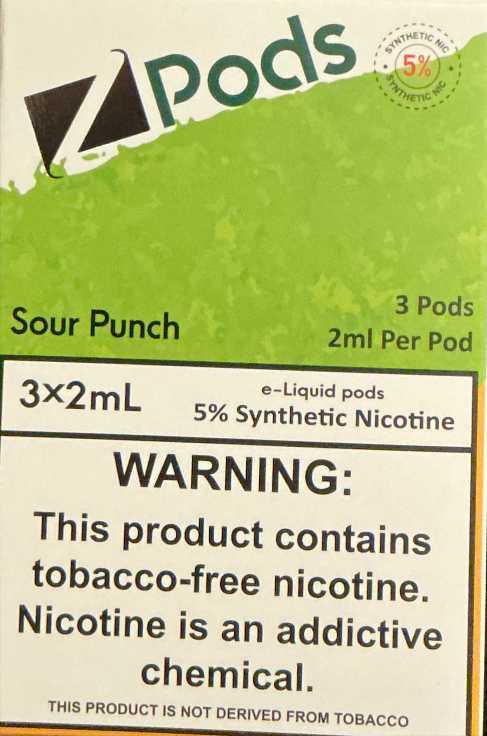 Z Pods
SYNTHETIC NIC
5%
SYNTHETIC NIC
Sour Punch
3 Pods
2ml Per Pod
3×2mL
e-Liquid pods
5% Synthetic Nicotine
WARNING:
This product contains
tobacco-free nicotine.
Nicotine is an addictive
chemical.
THIS PRODUCT IS NOT DERIVED FROM TOBACCO